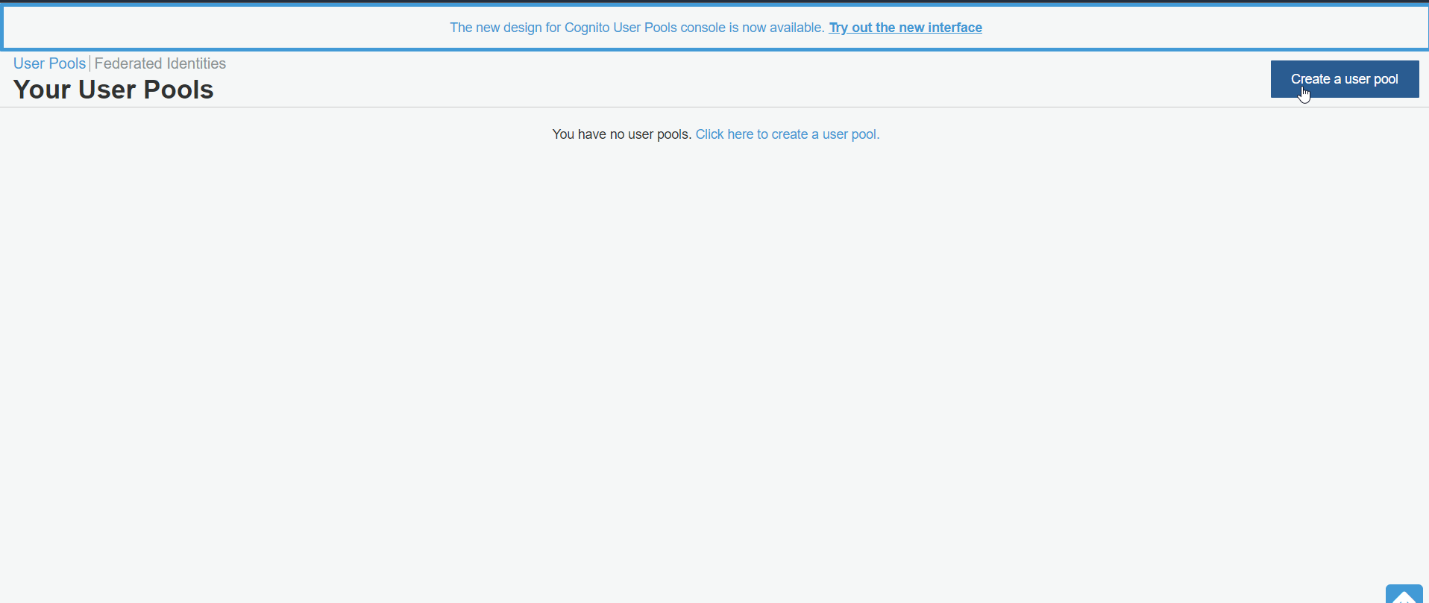 The new design for Cognito User Pools console is now available. Try out the new interface
User Pools | Federated Identities
Your User Pools
Create a user pool
You have no user pools. Click here to create a user pool.